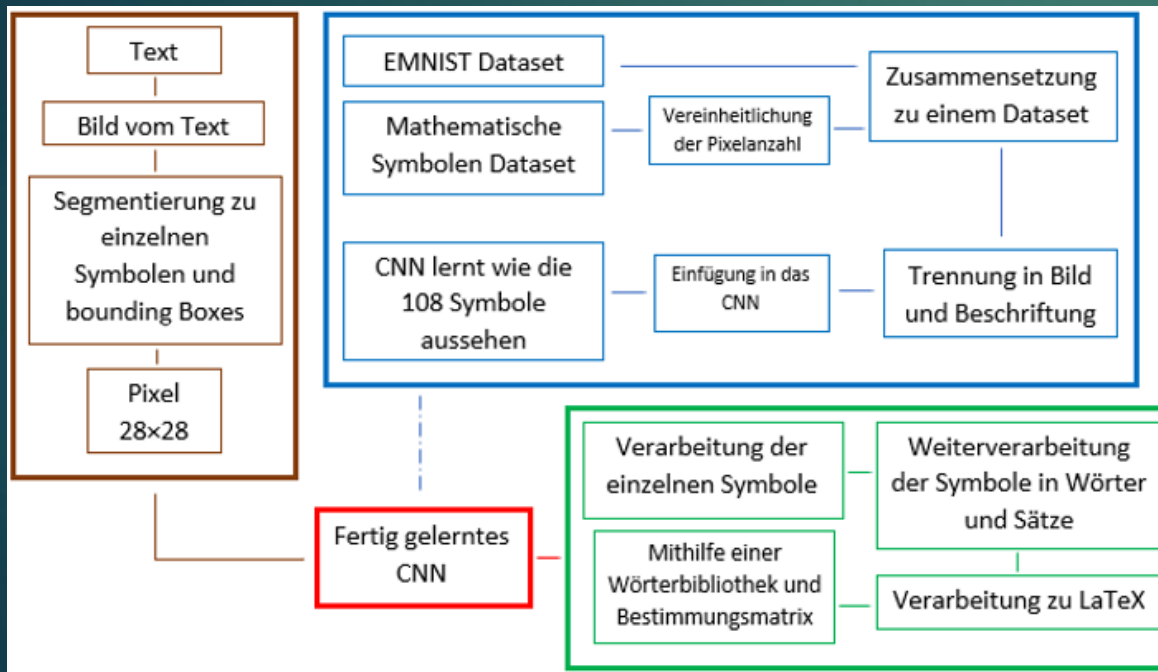 Text
Bild vom Text
Segmentierung zu
einzelnen
Symbolen und
bounding Boxes
Pixel
28×28
EMNIST Dataset
Mathematische
Symbolen Dataset
Vereinheitlichung
der Pixelanzahl
Zusammensetzung
zu einem Dataset
Trennung in Bild
und Beschriftung
Einfügung in das
CNN
CNN lernt wie die
108 Symbole
aussehen
Fertig gelerntes
CNN
Verarbeitung der
einzelnen Symbole
Weiterverarbeitung
der Symbole in Wörter
und Sätze
Verarbeitung zu LaTeX
Mithilfe einer
Wörterbibliothek und
Bestimmungsmatrix